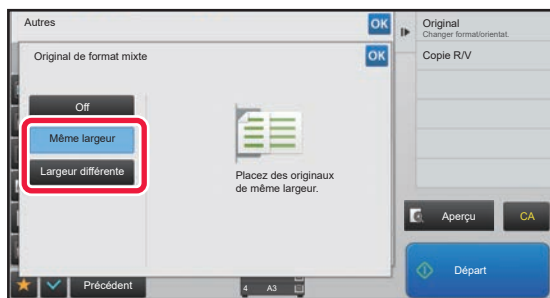 Autres
OK
Original de format mixte
OK
Off
Même largeur
Largeur différente
Placez des originaux
de même largeur.
Précédent
4 A3
Original
Changer format/orientat.
Copie R/V
Aperçu
CA
Départ